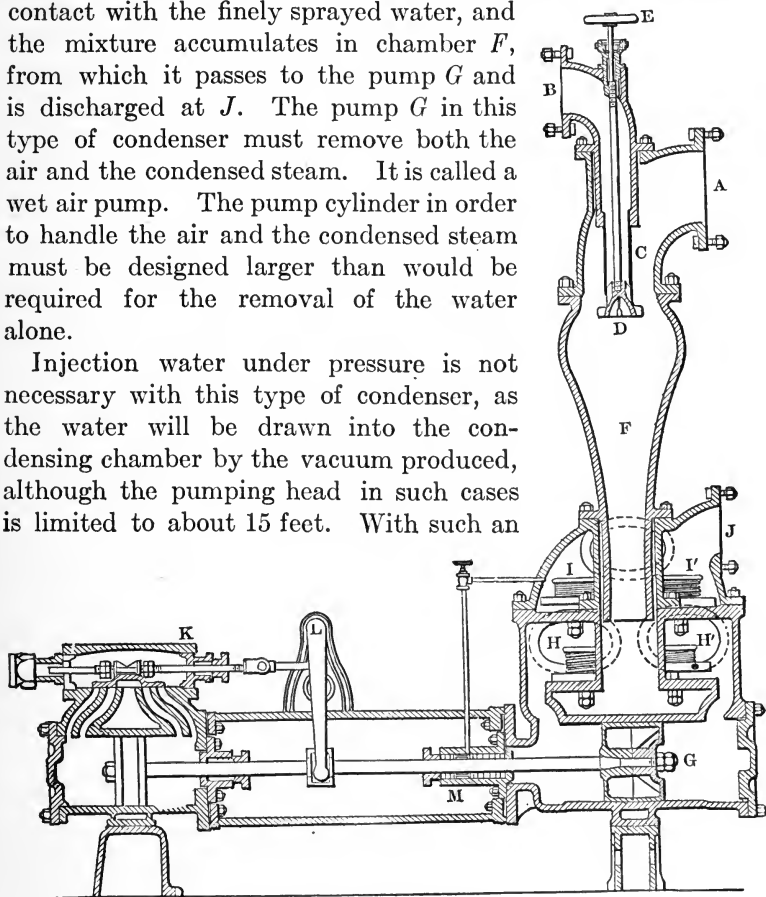 contact with the finely sprayed water, and
the mixture accumulates in chamber F,
from which it passes to the pump G and
is discharged at J. The pump G in this
type of condenser must remove both the
air and the condensed steam. It is called a
wet air pump. The pump cylinder in order
to handle the air and the condensed steam
must be designed larger than would be
required for the removal of the water
alone.
Injection water under pressure is not
necessary with this type of condenser, as
the water will be drawn into the con-
densing chamber by the vacuum produced,
although the pumping head in such cases
is limited to about 15 feet. With such an
E
B
A
C
D
F
J
I
I'
H
H'
K
L
G
M